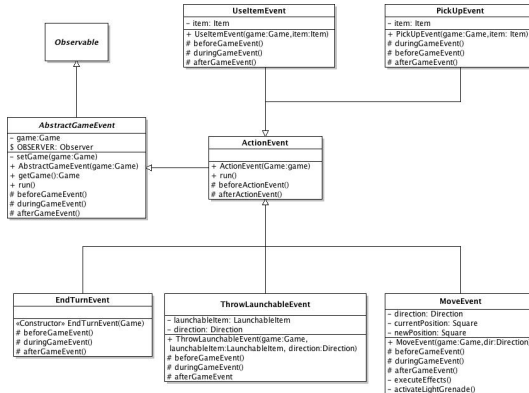 UseItemEvent
- item: Item
+ UseItemEvent(game:Game,item:Item)
# beforeGameEvent()
# duringGameEvent()
# afterGameEvent()
PickUpEvent
- item: Item
+ PickUpEvent(game:Game,item: Item)
# duringGameEvent()
# beforeGameEvent()
# afterGameEvent()
Observable
AbstractGameEvent
- game:Game
$ OBSERVER: Observer
- setGame(game:Game)
+ AbstractGameEvent(game:Game)
+ getGame():Game
+ run()
# beforeGameEvent()
# duringGameEvent()
# afterGameEvent()
ActionEvent
+ ActionEvent(Game:game)
+ run()
# beforeActionEvent()
# afterActionEvent()
EndTurnEvent
«Constructor» EndTurnEvent(Game)
# beforeGameEvent()
# duringGameEvent()
# afterGameEvent()
ThrowLaunchableEvent
- launchableItem: LaunchableItem
- direction: Direction
+ ThrowLaunchableEvent(game:Game,
launchableItem:LaunchableItem, direction:Direction)
# beforeGameEvent()
# duringGameEvent()
# afterGameEvent
MoveEvent
- direction: Direction
- currentPosition: Square
- newPosition: Square
+ MoveEvent(game:Game,dir:Direction)
# beforeGameEvent()
# duringGameEvent()
# afterGameEvent()
- executeEffects()
- activateLightGrenade()